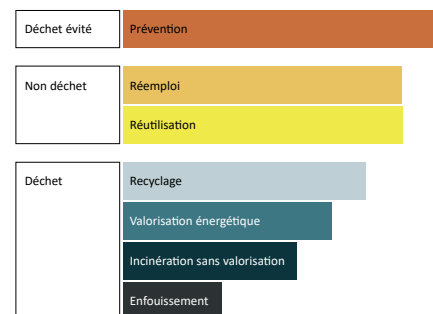 Déchet évité
Prévention
Non déchet
Réemploi
Réutilisation
Déchet
Recyclage
Valorisation énergétique
Incinération sans valorisation
Enfouissement